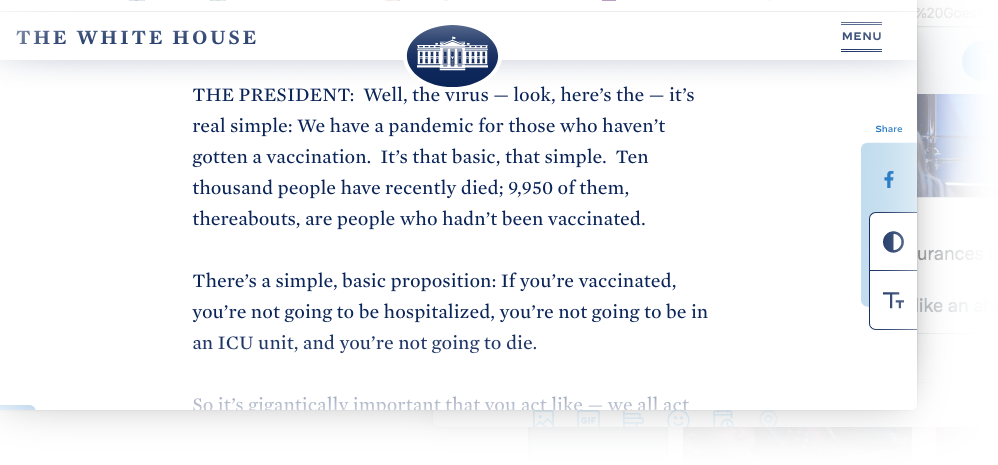 %20Goo
THE WHITE HOUSE
MENU
THE PRESIDENT:  Well, the virus — look, here’s the — it’s
real simple: We have a pandemic for those who haven’t
gotten a vaccination.  It’s that basic, that simple.  Ten
thousand people have recently died; 9,950 of them,
thereabouts, are people who hadn’t been vaccinated.
Share
There’s a simple, basic proposition: If you’re vaccinated,
you’re not going to be hospitalized, you’re not going to be in
an ICU unit, and you’re not going to die.
So it’s gigantically important that you act like — we all act
Tт
urances
like an
GIF